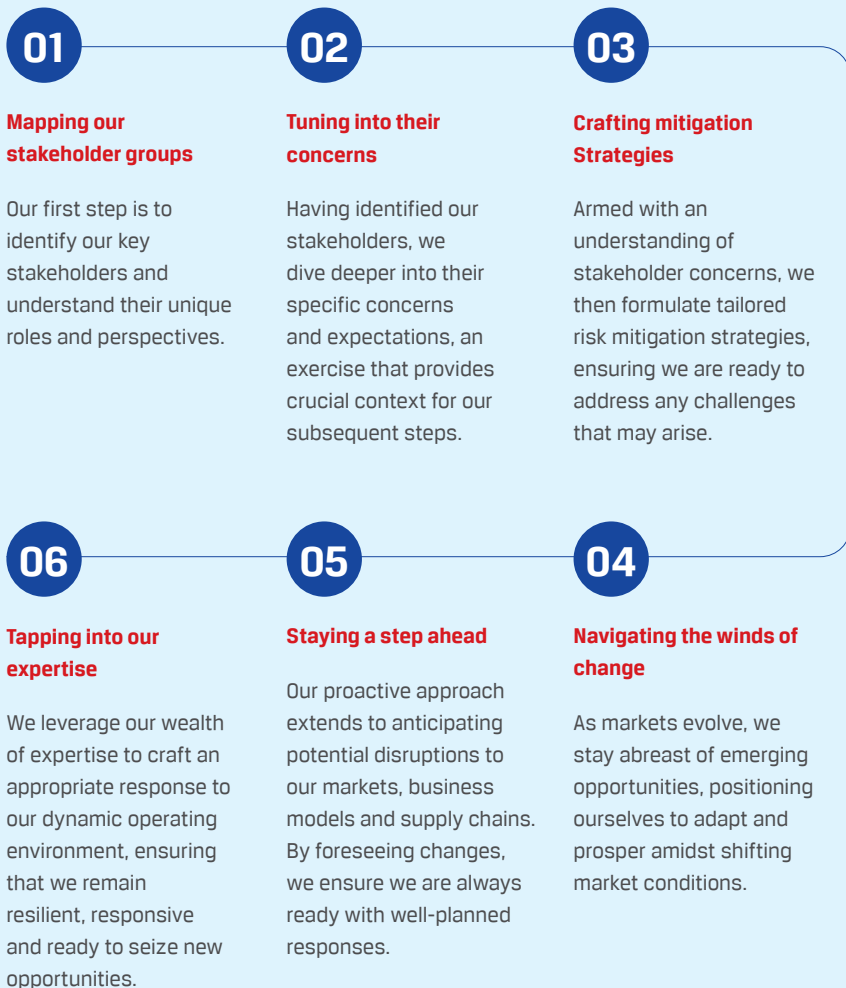 01
Mapping our
stakeholder groups
Our first step is to
identify our key
stakeholders and
understand their unique
roles and perspectives.
02
Tuning into their
concerns
Having identified our
stakeholders, we
dive deeper into their
specific concerns
and expectations, an
exercise that provides
crucial context for our
subsequent steps.
03
Crafting mitigation
Strategies
Armed with an
understanding of
stakeholder concerns, we
then formulate tailored
risk mitigation strategies,
ensuring we are ready to
address any challenges
that may arise.
04
Navigating the winds of
change
As markets evolve, we
stay abreast of emerging
opportunities, positioning
ourselves to adapt and
prosper amidst shifting
market conditions.
05
Staying a step ahead
Our proactive approach
extends to anticipating
potential disruptions to
our markets, business
models and supply chains.
By foreseeing changes,
we ensure we are always
ready with well-planned
responses.
06
Tapping into our
expertise
We leverage our wealth
of expertise to craft an
appropriate response to
our dynamic operating
environment, ensuring
that we remain
resilient, responsive
and ready to seize new
opportunities.